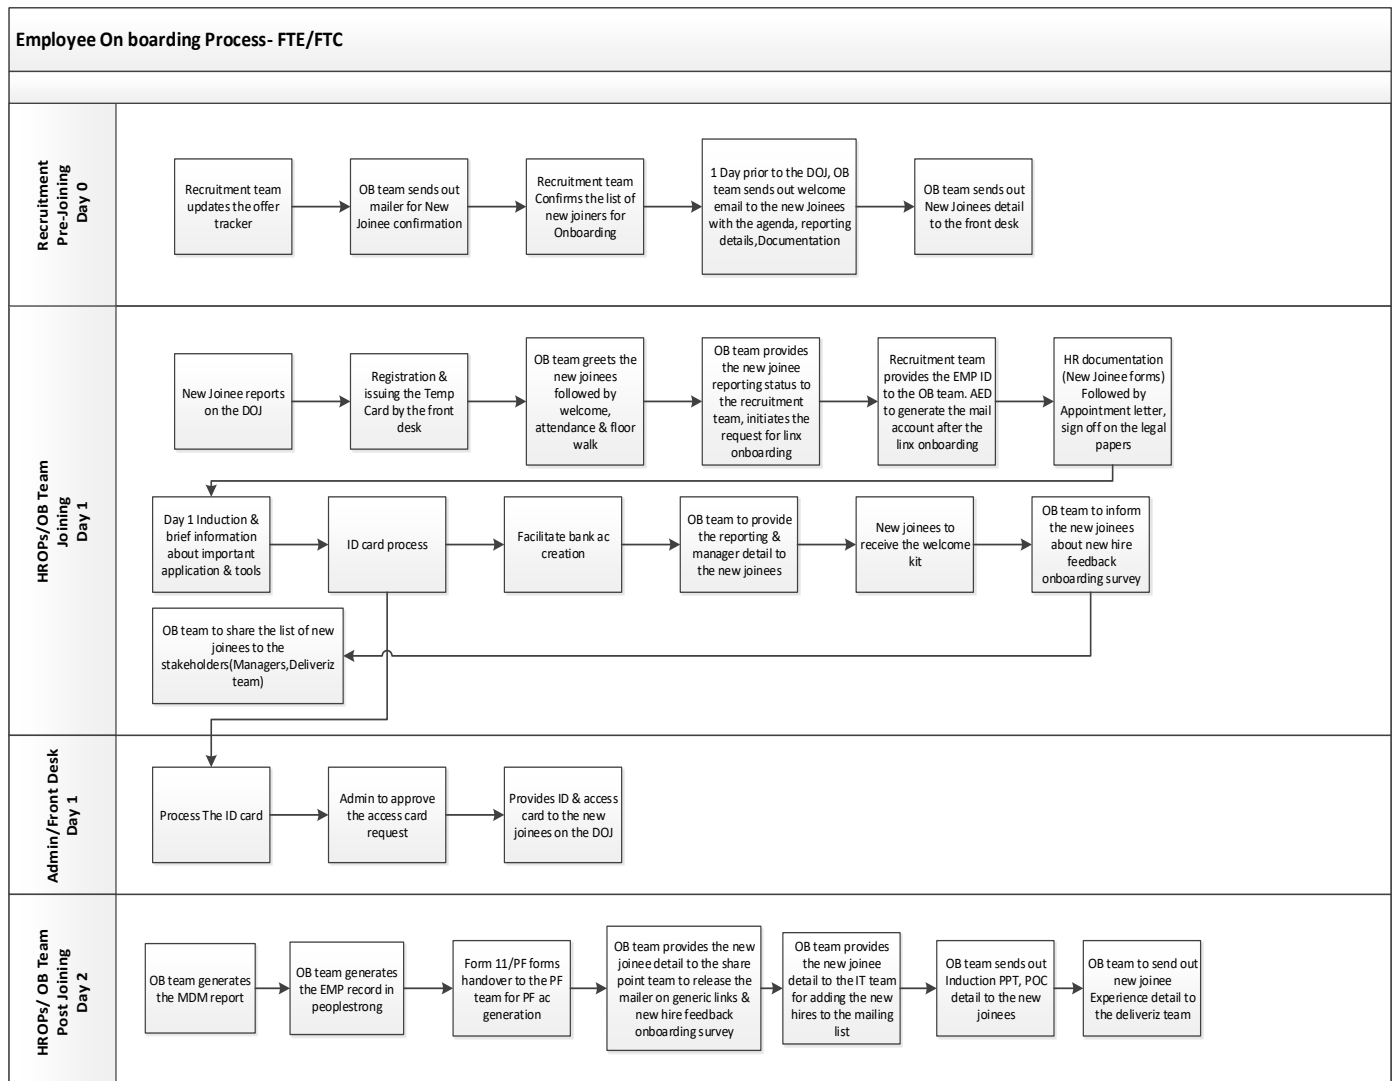 Employee On boarding Process- FTE/FTC
Recruitment
Pre-Joining
Day 0
Recruitment team
updates the offer
tracker
OB team sends out
mailer for New
Joinee confirmation
Recruitment team
Confirms the list of
new joiners for
Onboarding
1 Day prior to the DOJ, OB
team sends out welcome
email to the new Joinees
with the agenda, reporting
details,Documentation
OB team sends out
New Joinees detail
to the front desk
HROPs/OB Team
Joining
Day 1
New Joinee reports
on the DOJ
Registration &
issuing the Temp
Card by the front
desk
OB team greets the
new joinees
followed by
welcome,
attendance & floor
walk
OB team provides
the new joinee
reporting status to
the recruitment
team, initiates the
request for linx
onboarding
Recruitment team
provides the EMP ID
to the OB team. AED
to generate the mail
account after the
linx onboarding
HR documentation
(New Joinee forms)
Followed by
Appointment letter,
sign off on the legal
papers
Day 1 Induction &
brief information
about important
application & tools
ID card process
Facilitate bank ac
creation
OB team to provide
the reporting &
manager detail to
the new joinees
New joinees to
receive the welcome
kit
OB team to inform
the new joinees
about new hire
feedback
onboarding survey
OB team to share the list of new
joinees to the
stakeholders(Managers,Deliveriz
team)
Admin/Front Desk
Day 1
Process The ID card
Admin to approve
the access card
request
Provides ID & access
card to the new
joinees on the DOJ
HROPs/ OB Team
Post Joining
Day 2
OB team generates
the MDM report
OB team generates
the EMP record in
peoplestrong
Form 11/PF forms
handover to the PF
team for PF ac
generation
OB team provides the new
joinee detail to the share
point team to release the
mailer on generic links &
new hire feedback
onboarding survey
OB team provides
the new joinee
detail to the IT team
for adding the new
hires to the mailing
list
OB team sends out
Induction PPT, POC
detail to the new
joinees
OB team to send out
new joinee
Experience detail to
the deliveriz team